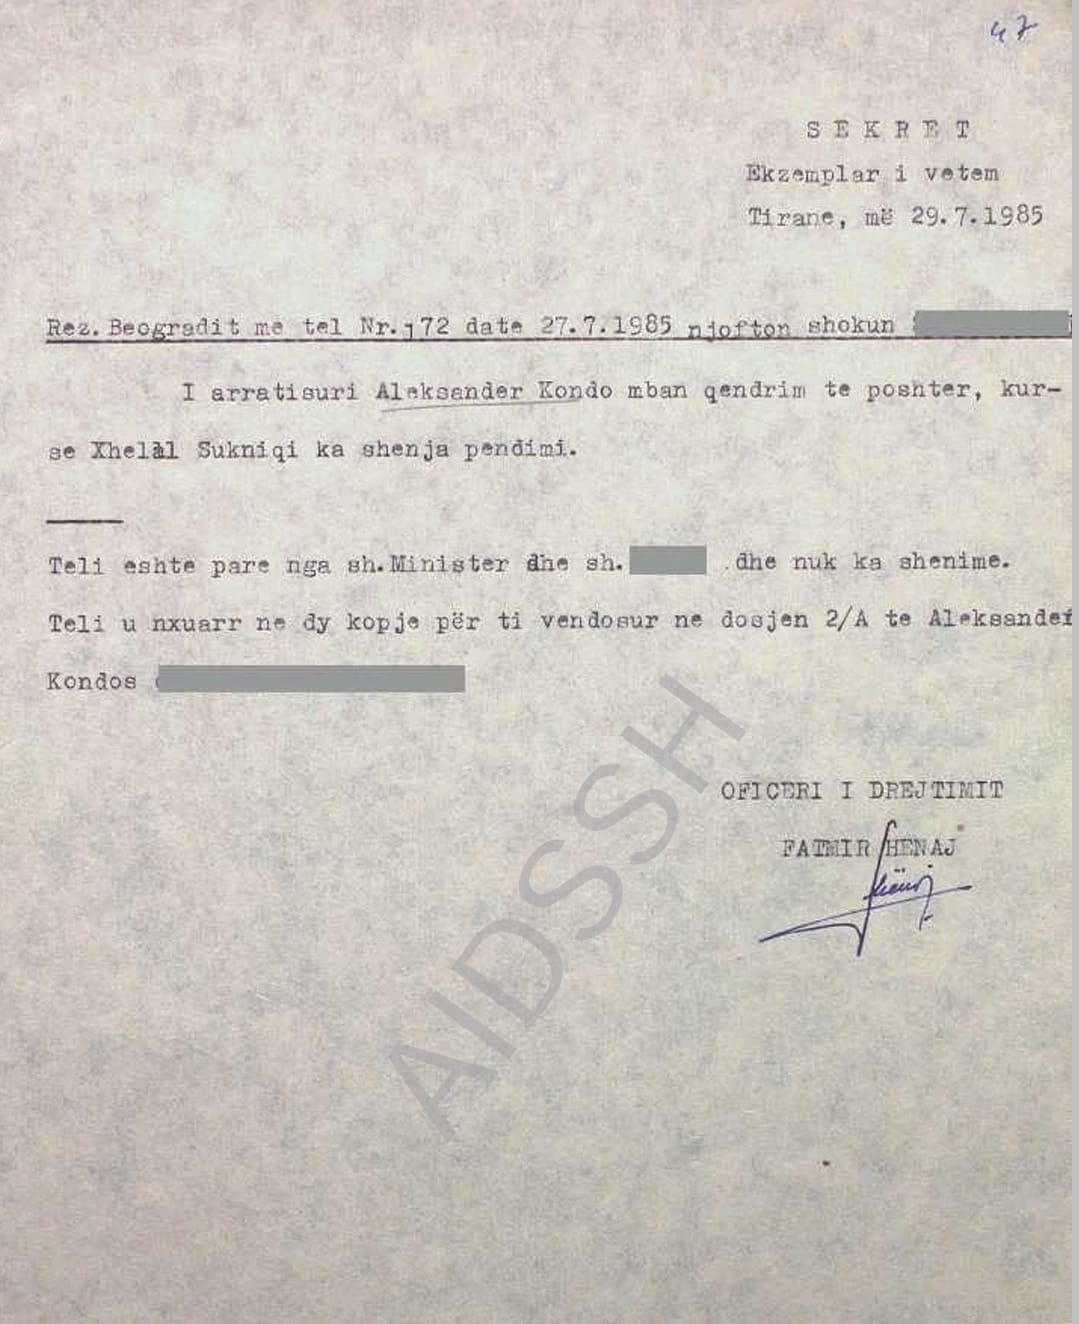 47
S E K R E T
Ekzemplar i vetem
Tirane, më 29.7.1985
Rez. Beogradit me tel Nr.172 date 27.7.1985 njofton shokun
I arratisuri Aleksander Kondo mban qendrim te poshter, kur-
se Xhelal Sukniqi ka shenja pendimi.
Teli eshte pare nga sh.Minister dhe sh. dhe nuk ka shenime.
Teli u nxuarr ne dy kopje për ti vendosur ne dosjen 2/A te Aleksander
Kondos
OFICERI I DREJTIMIT
FATMIR HENAJ
AIDSSH